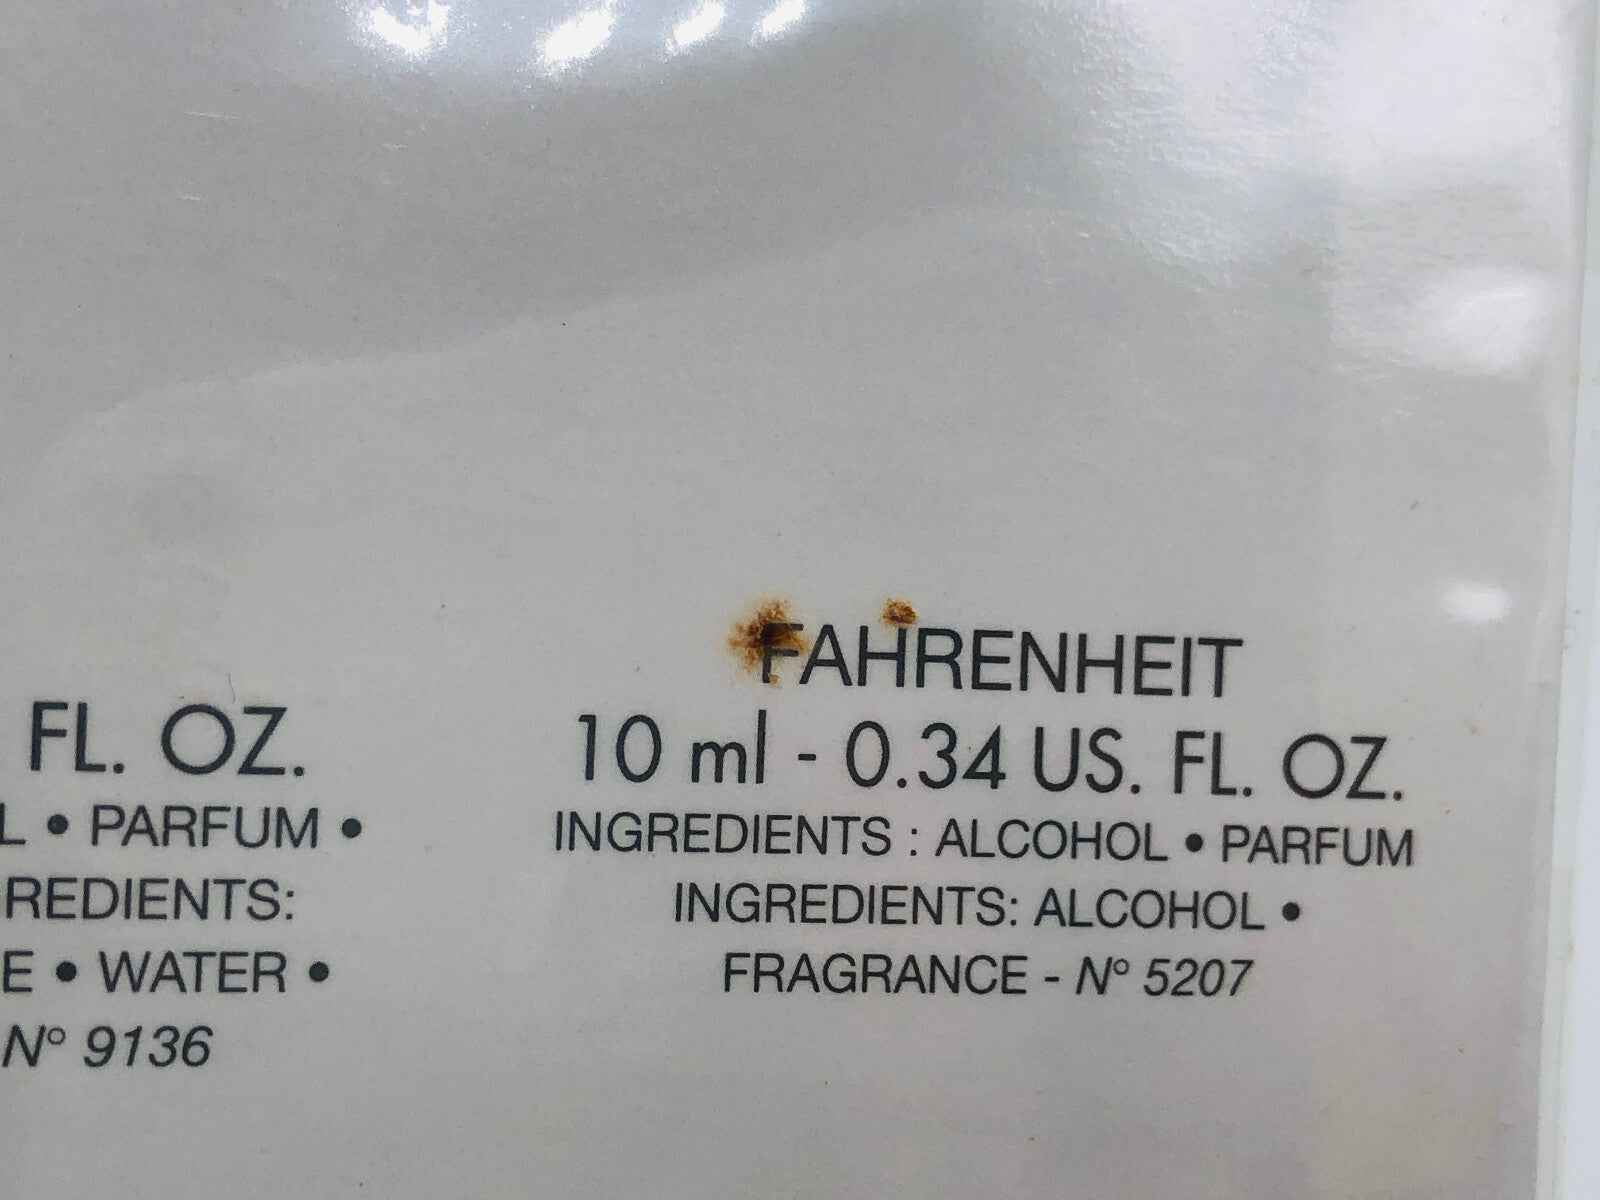 FL. OZ.
L • PARFUM •
REDIENTS:
E • WATER •
N° 9136
FAHRENHEIT
10 ml - 0.34 US. FL. OZ.
INGREDIENTS : ALCOHOL • PARFUM
INGREDIENTS: ALCOHOL •
FRAGRANCE - N° 5207